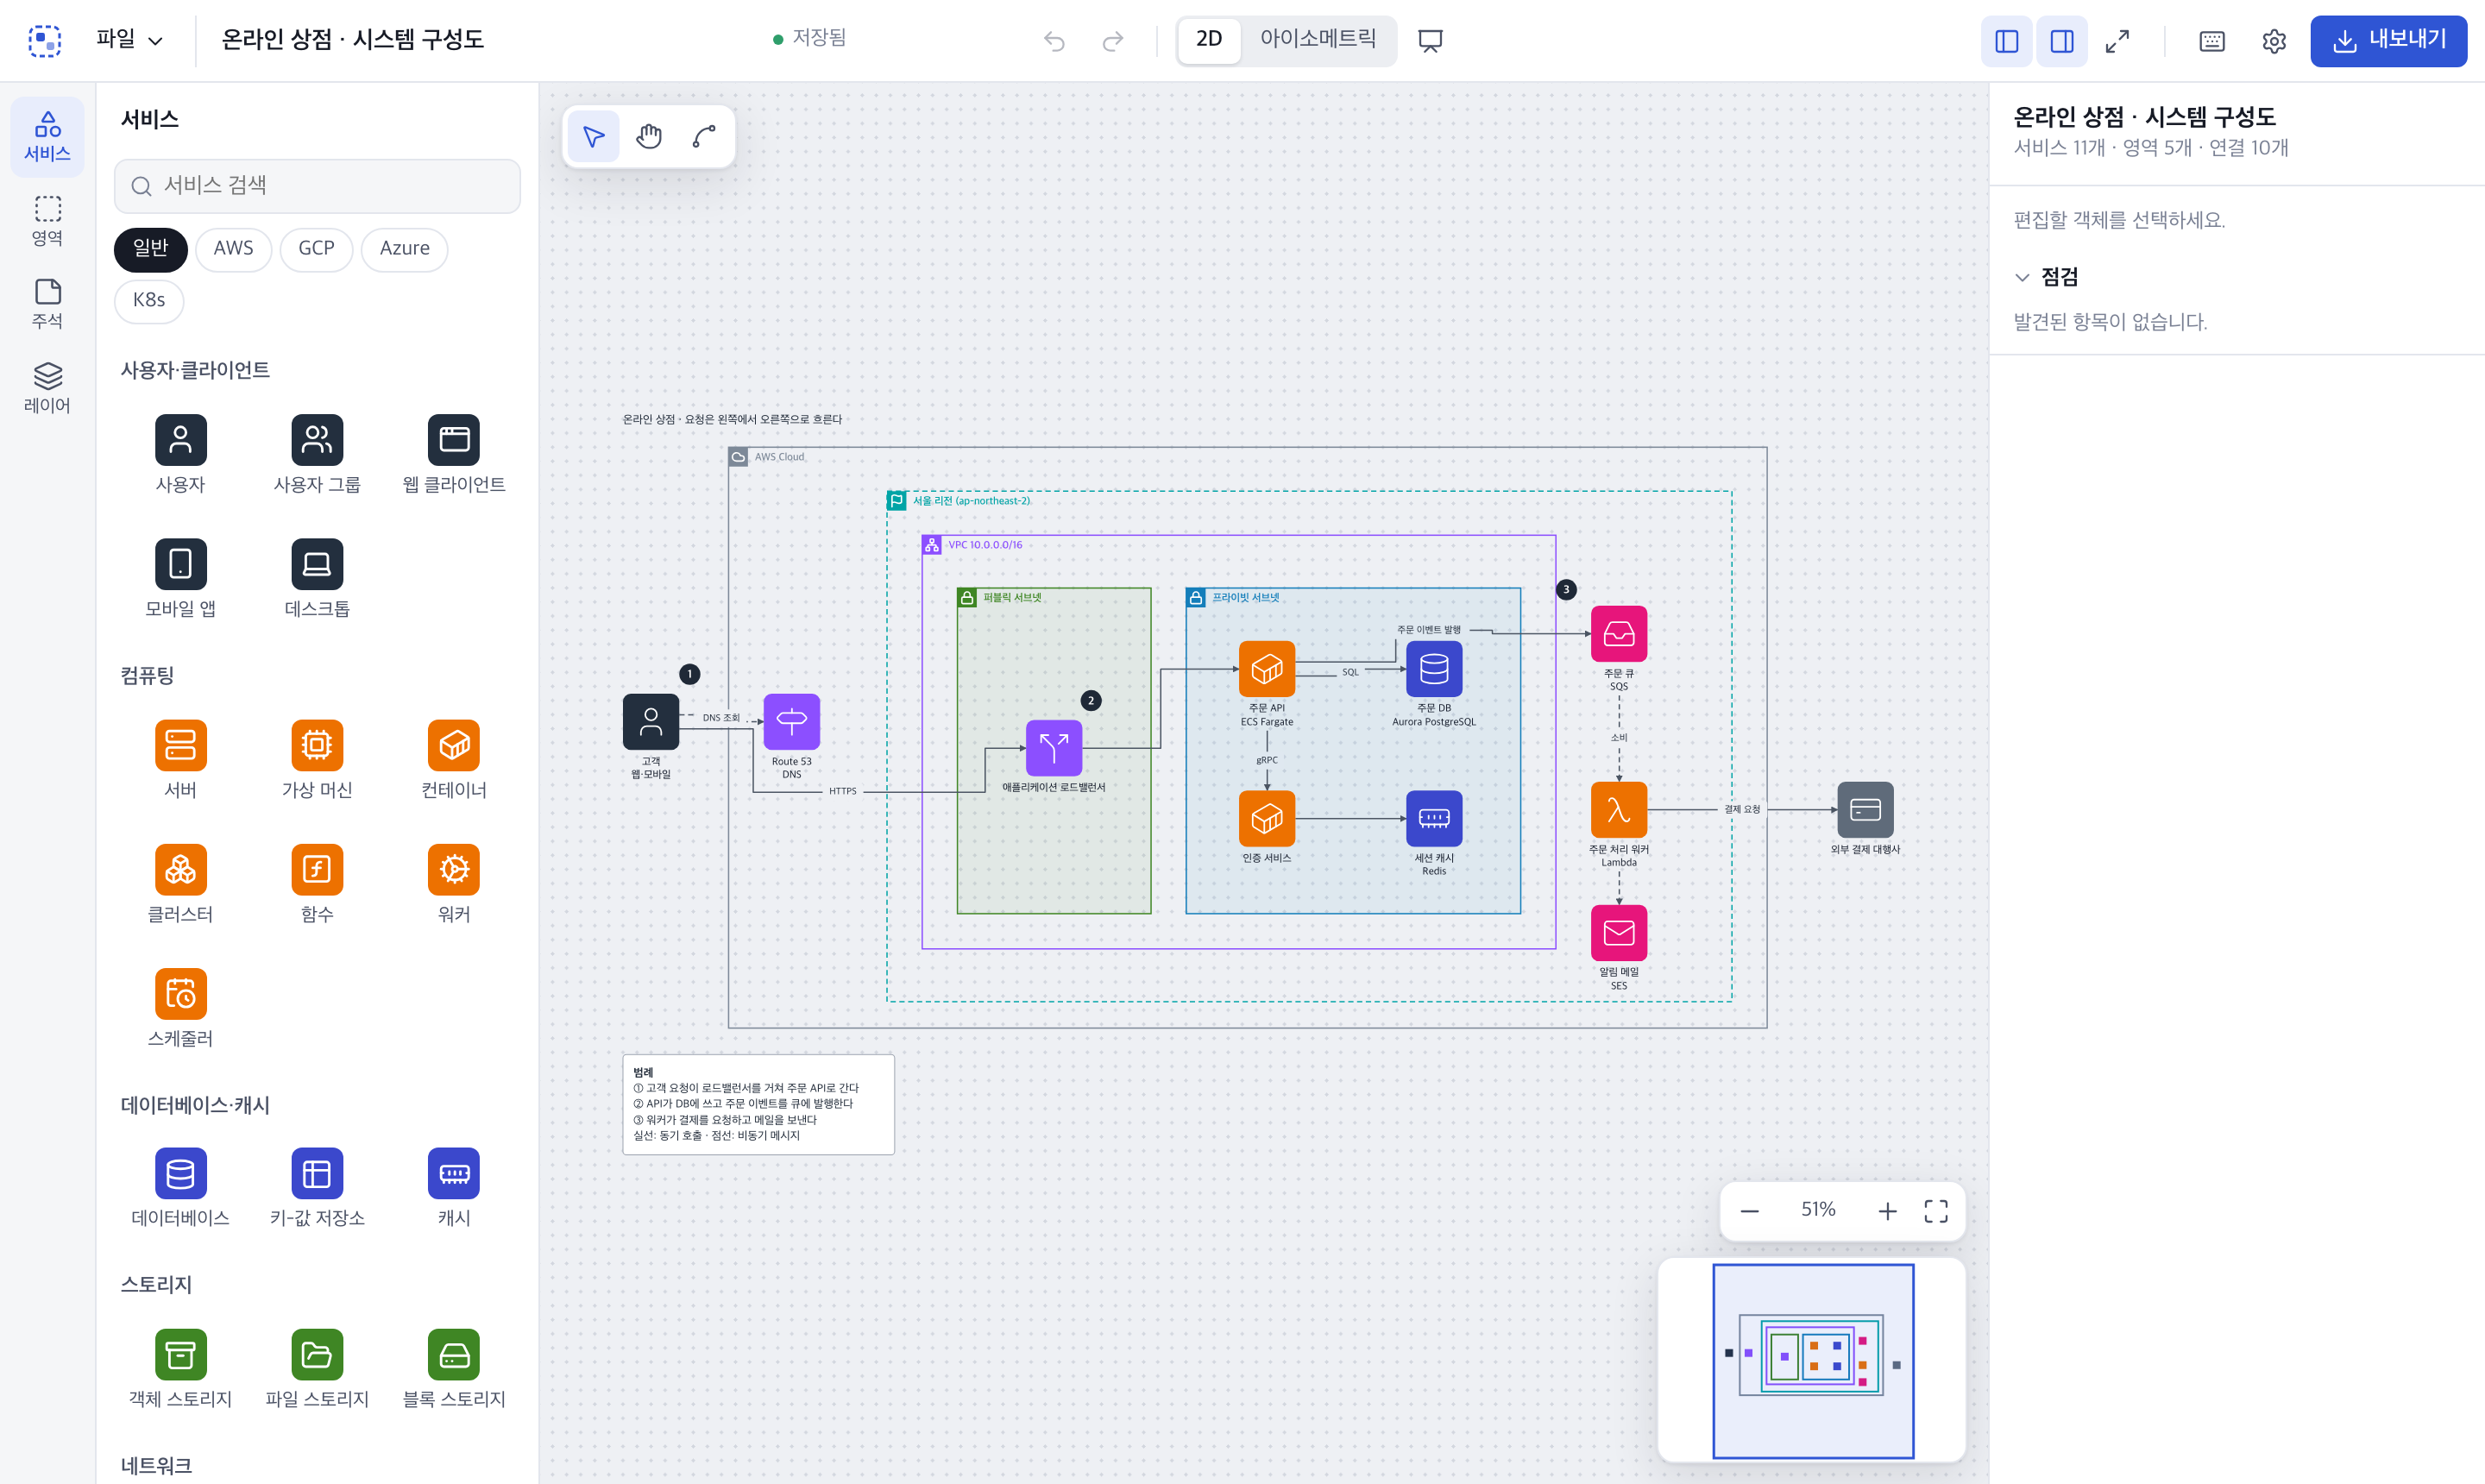 파일
온라인 상점 · 시스템 구성도
저장됨
2D
아이소메트릭
내보내기
서비스
영역
주석
레이어
서비스
서비스 검색
일반
AWS
GCP
Azure
K8s
사용자·클라이언트
사용자
사용자 그룹
웹 클라이언트
모바일 앱
데스크톱
컴퓨팅
서버
가상 머신
컨테이너
클러스터
함수
워커
스케줄러
데이터베이스·캐시
데이터베이스
키-값 저장소
캐시
스토리지
객체 스토리지
파일 스토리지
블록 스토리지
네트워크
온라인 상점 · 요청은 왼쪽에서 오른쪽으로 흐른다
AWS Cloud
서울 리전 (ap-northeast-2)
VPC 10.0.0.0/16
퍼블릭 서브넷
프라이빗 서브넷
1
2
3
고객
웹·모바일
DNS 조회
Route 53
DNS
HTTPS
애플리케이션 로드밸런서
주문 API
ECS Fargate
SQL
주문 이벤트 발행
주문 DB
Aurora PostgreSQL
gRPC
인증 서비스
세션 캐시
Redis
주문 큐
SQS
소비
주문 처리 워커
Lambda
결제 요청
외부 결제 대행사
알림 메일
SES
범례
① 고객 요청이 로드밸런서를 거쳐 주문 API로 간다
② API가 DB에 쓰고 주문 이벤트를 큐에 발행한다
③ 워커가 결제를 요청하고 메일을 보낸다
실선: 동기 호출 · 점선: 비동기 메시지
51%
온라인 상점 · 시스템 구성도
서비스 11개 · 영역 5개 · 연결 10개
편집할 객체를 선택하세요.
점검
발견된 항목이 없습니다.